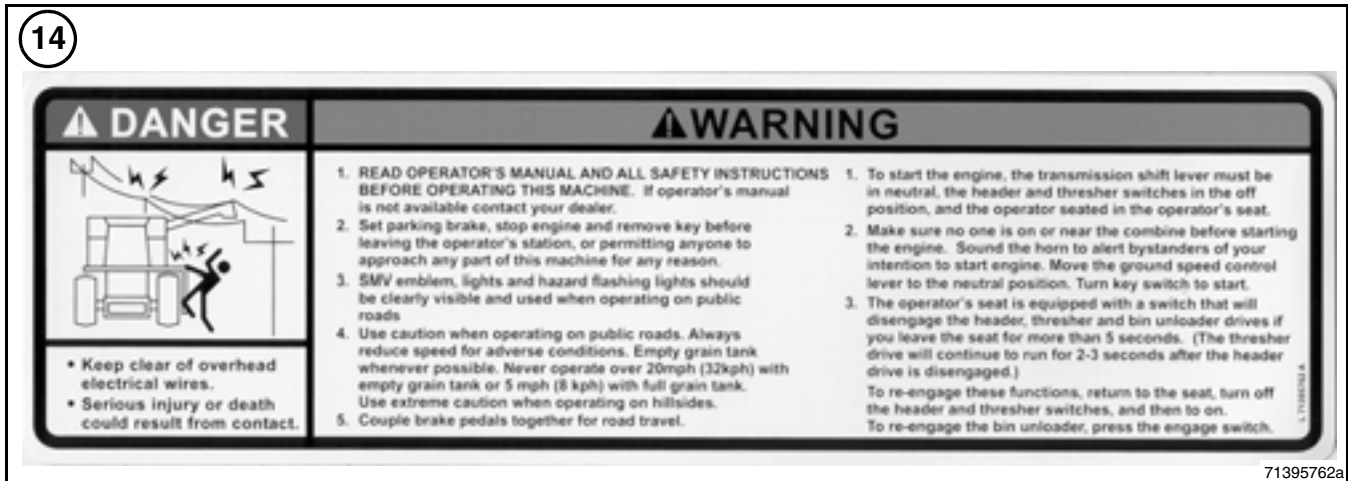 14
DANGER
WARNING
• Keep clear of overhead
electrical wires.
• Serious injury or death
could result from contact.
1. READ OPERATOR'S MANUAL AND ALL SAFETY INSTRUCTIONS
BEFORE OPERATING THIS MACHINE. If operator's manual
is not available contact your dealer.
2. Set parking brake, stop engine and remove key before
leaving the operator's station, or permitting anyone to
approach any part of this machine for any reason.
3. SMV emblem, lights and hazard flashing lights should
be clearly visible and used when operating on public
roads
4. Use caution when operating on public roads. Always
reduce speed for adverse conditions. Empty grain tank
whenever possible. Never operate over 20mph (32kph) with
empty grain tank or 5 mph (8 kph) with full grain tank.
Use extreme caution when operating on hillsides.
5. Couple brake pedals together for road travel.
1. To start the engine, the transmission shift lever must be
in neutral, the header and thresher switches in the off
position, and the operator seated in the operator's seat.
2. Make sure no one is on or near the combine before starting
the engine. Sound the horn to alert bystanders of your
intention to start engine. Move the ground speed control
lever to the neutral position. Turn key switch to start.
3. The operator's seat is equipped with a switch that will
disengage the header, thresher and bin unloader drives if
you leave the seat for more than 5 seconds. (The thresher
drive will continue to run for 2-3 seconds after the header
drive is disengaged.)
To re-engage these functions, return to the seat, turn off
the header and thresher switches, and then to on.
To re-engage the bin unloader, press the engage switch.
71395762a